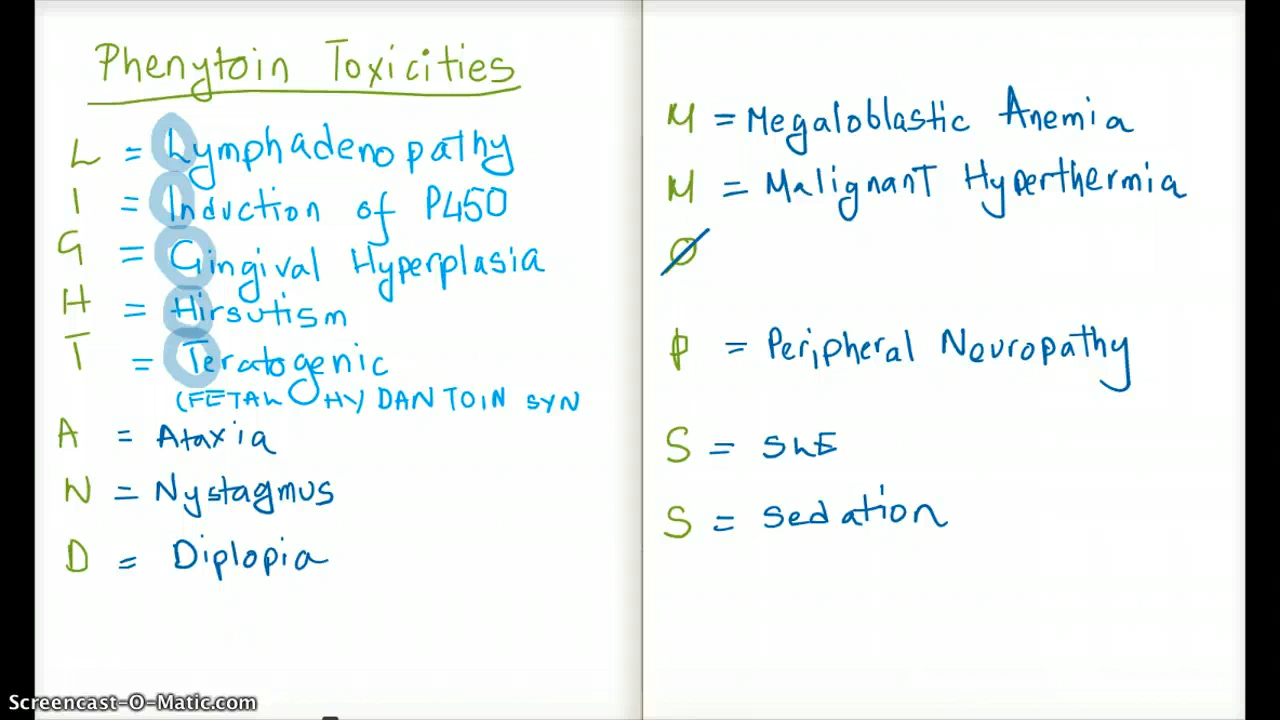 Phenytoin Toxicities
L = Lymphadenopathy
I = Induction of P450
G = Gingival Hyperplasia
H = Hirsutism
T = Teratogenic
(FETAL HYDANTOIN SYN
A = Ataxia
N = Nystagmus
D = Diplopia
M = Megaloblastic Anemia
M = Malignant Hyperthermia
O
P = Peripheral Neuropathy
S = SLE
S = Sedation
Screencast-O-Matic.com